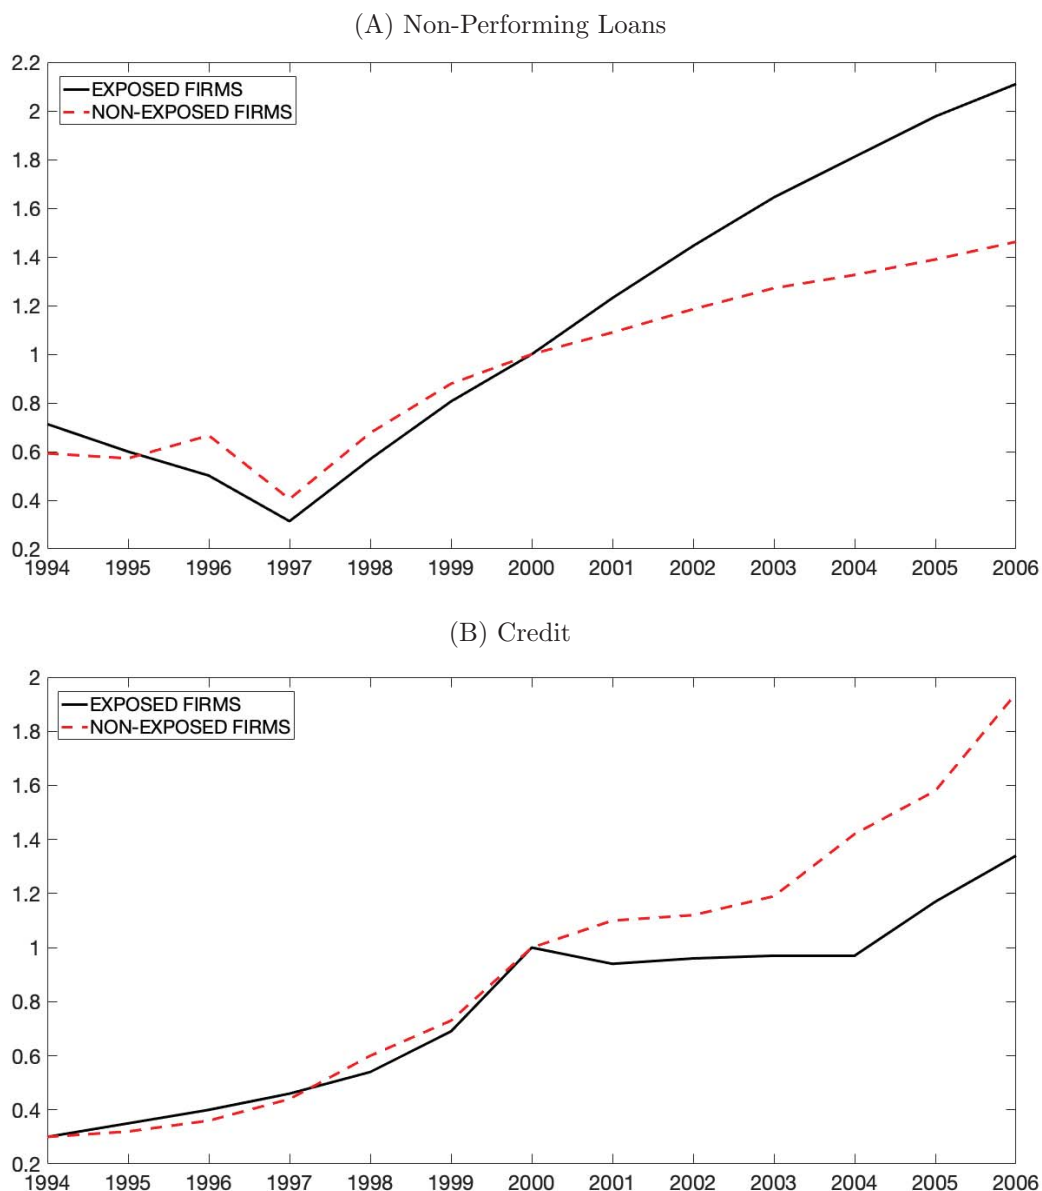 (A) Non-Performing Loans
2.2
EXPOSED FIRMS
NON-EXPOSED FIRMS
2
1.8
1.6
1.4
1.2
1
0.8
0.6
0.4
0.2
1994 1995 1996 1997 1998 1999 2000 2001 2002 2003 2004 2005 2006
(B) Credit
2
EXPOSED FIRMS
NON-EXPOSED FIRMS
1.8
1.6
1.4
1.2
1
0.8
0.6
0.4
0.2
1994 1995 1996 1997 1998 1999 2000 2001 2002 2003 2004 2005 2006